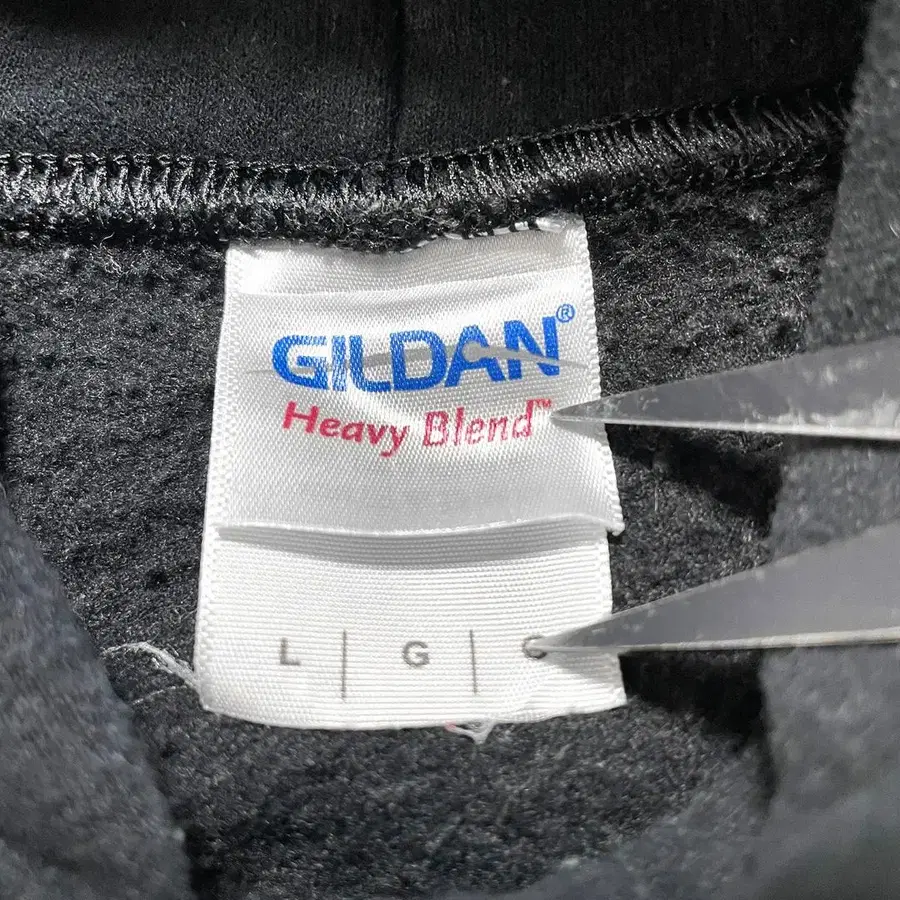 GILDAN®
Heavy Blend™
L | G | G